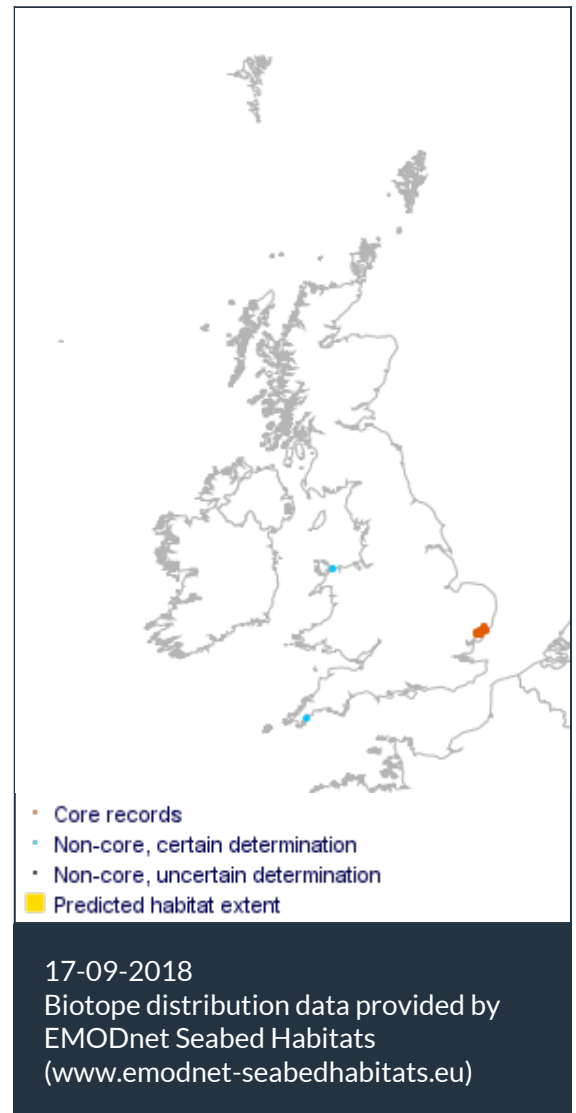 Core records
Non-core, certain determination
Non-core, uncertain determination
Predicted habitat extent
17-09-2018
Biotope distribution data provided by
EMODnet Seabed Habitats
(www.emodnet-seabedhabitats.eu)